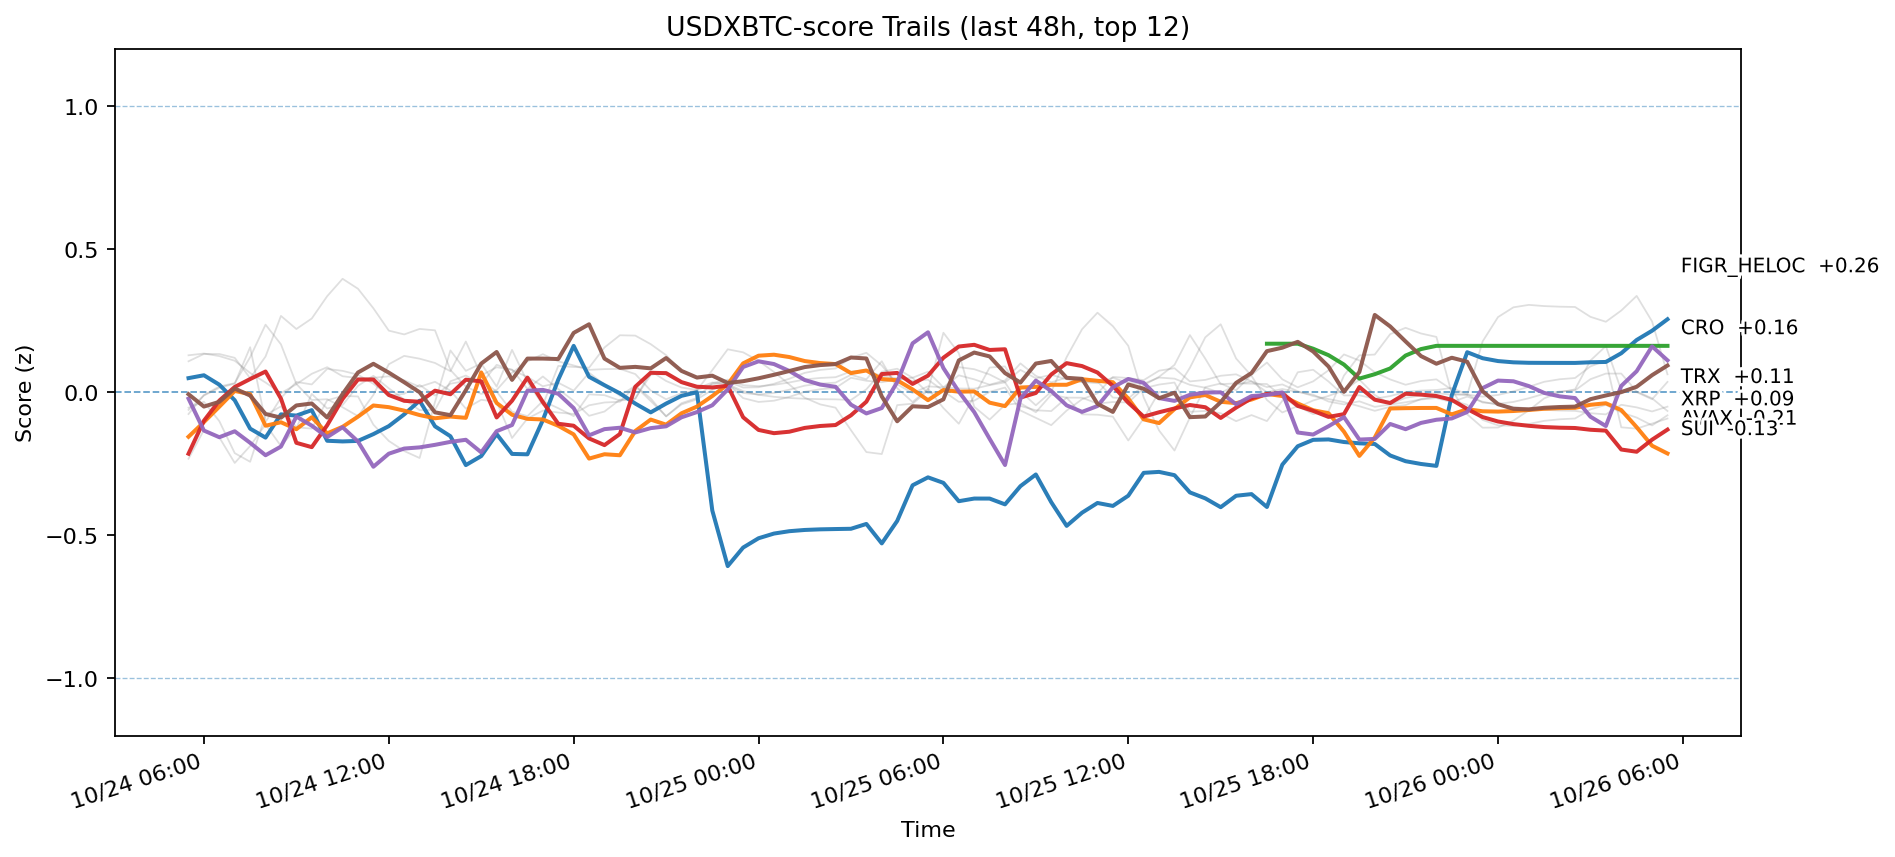 USDXBTC-score Trails (last 48h, top 12)
Score (z)
1.0
0.5
0.0
−0.5
−1.0
FIGR_HELOC +0.26
CRO +0.16
TRX +0.11
XRP +0.09
AVAX -0.21
SUI -0.13
10/24 06:00
10/24 12:00
10/24 18:00
10/25 00:00
10/25 06:00
10/25 12:00
10/25 18:00
10/26 00:00
10/26 06:00
Time